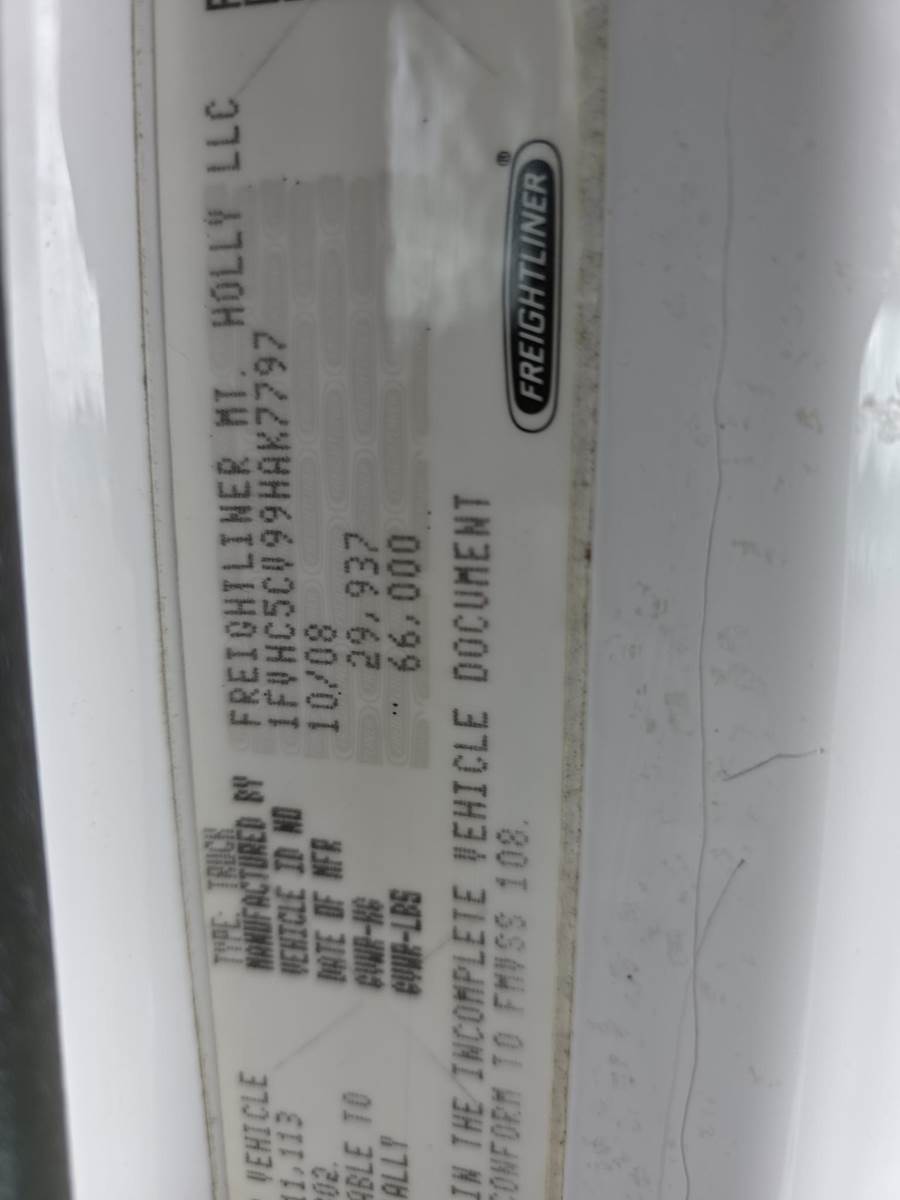 TYPE: TRUCK
MANUFACTURED BY FREIGHTLINER MT. HOLLY LLC
VEHICLE ID NO 1FVHC5CV99HAK7797
DATE OF MFR 10/08
GVWR-KG 29,937
GVWR-LBS 66,000
VEHICLE
11,113
302.
ABLE TO
ALLY
IN THE INCOMPLETE VEHICLE DOCUMENT
CONFORM TO FMVSS 108.
FREIGHTLINER®